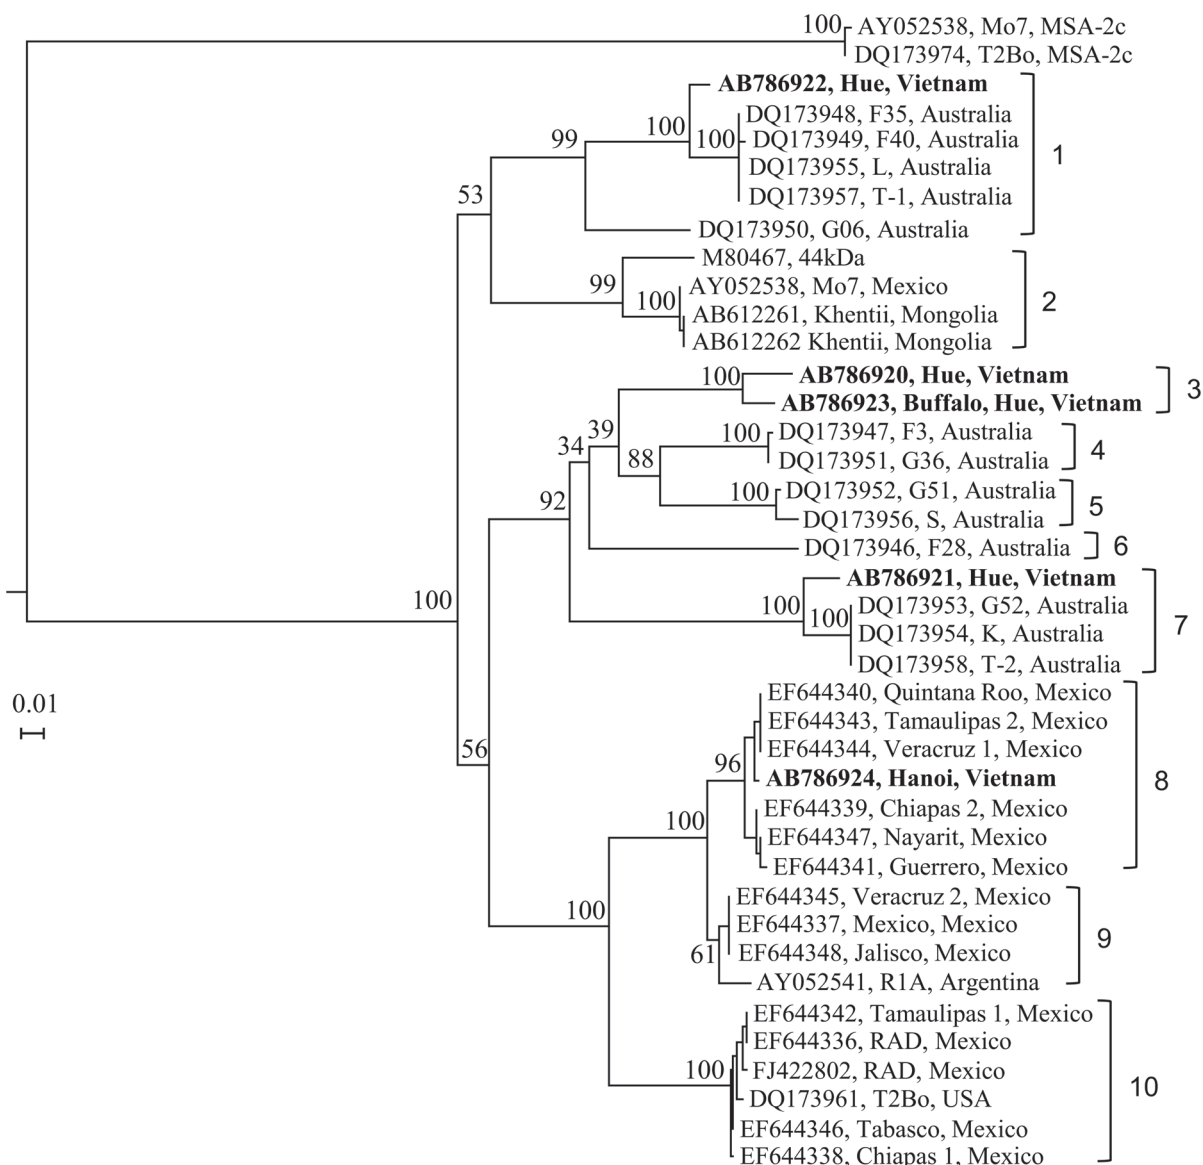 100 AY052538, Mo7, MSA-2c
DQ173974, T2Bo, MSA-2c
AB786922, Hue, Vietnam
DQ173948, F35, Australia
99 100 100 DQ173949, F40, Australia
1
DQ173955, L, Australia
53 DQ173957, T-1, Australia
DQ173950, G06, Australia
M80467, 44kDa
99 AY052538, Mo7, Mexico
100 2
AB612261, Khentii, Mongolia
AB612262 Khentii, Mongolia
100 AB786920, Hue, Vietnam
3
AB786923, Buffalo, Hue, Vietnam
39 100 DQ173947, F3, Australia
34 4
88 DQ173951, G36, Australia
100 DQ173952, G51, Australia
92 5
DQ173956, S, Australia
DQ173946, F28, Australia 6
AB786921, Hue, Vietnam
100 100 DQ173953, G52, Australia
100 7
DQ173954, K, Australia
DQ173958, T-2, Australia
0.01
EF644340, Quintana Roo, Mexico
EF644343, Tamaulipas 2, Mexico
56 EF644344, Veracruz 1, Mexico
96 8
AB786924, Hanoi, Vietnam
EF644339, Chiapas 2, Mexico
100 EF644347, Nayarit, Mexico
EF644341, Guerrero, Mexico
EF644345, Veracruz 2, Mexico
100 EF644337, Mexico, Mexico
9
61 EF644348, Jalisco, Mexico
AY052541, R1A, Argentina
EF644342, Tamaulipas 1, Mexico
EF644336, RAD, Mexico
100 FJ422802, RAD, Mexico
10
DQ173961, T2Bo, USA
EF644346, Tabasco, Mexico
EF644338, Chiapas 1, Mexico